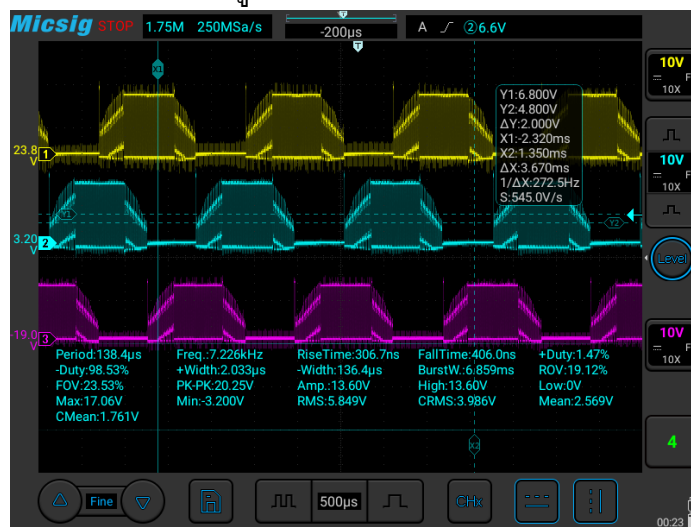 Micsig STOP 1.75M 250MSa/s -200µs A ②6.6V
T
T
X1
10V
F
10X
Y1:6.800V
Y2:4.800V
ΔY:2.000V
X1:-2.320ms
X2:1.350ms
ΔX:3.670ms
1/ΔX:272.5Hz
S:545.0V/s
23.8
V
1
10V
10X
Y1
Y2
3.20
V
2
Level
-19.0
V
3
10V
F
10X
Period:138.4µs Freq.:7.226kHz RiseTime:306.7ns FallTime:406.0ns +Duty:1.47%
-Duty:98.53% +Width:2.033µs -Width:136.4µs BurstW.:6.859ms ROV:19.12%
FOV:23.53% PK-PK:20.25V Amp.:13.60V High:13.60V Low:0V
Max:17.06V Min:-3.200V RMS:5.849V CRMS:3.986V Mean:2.569V
CMean:1.761V
X2
4
Fine 500µs CHx
00:23